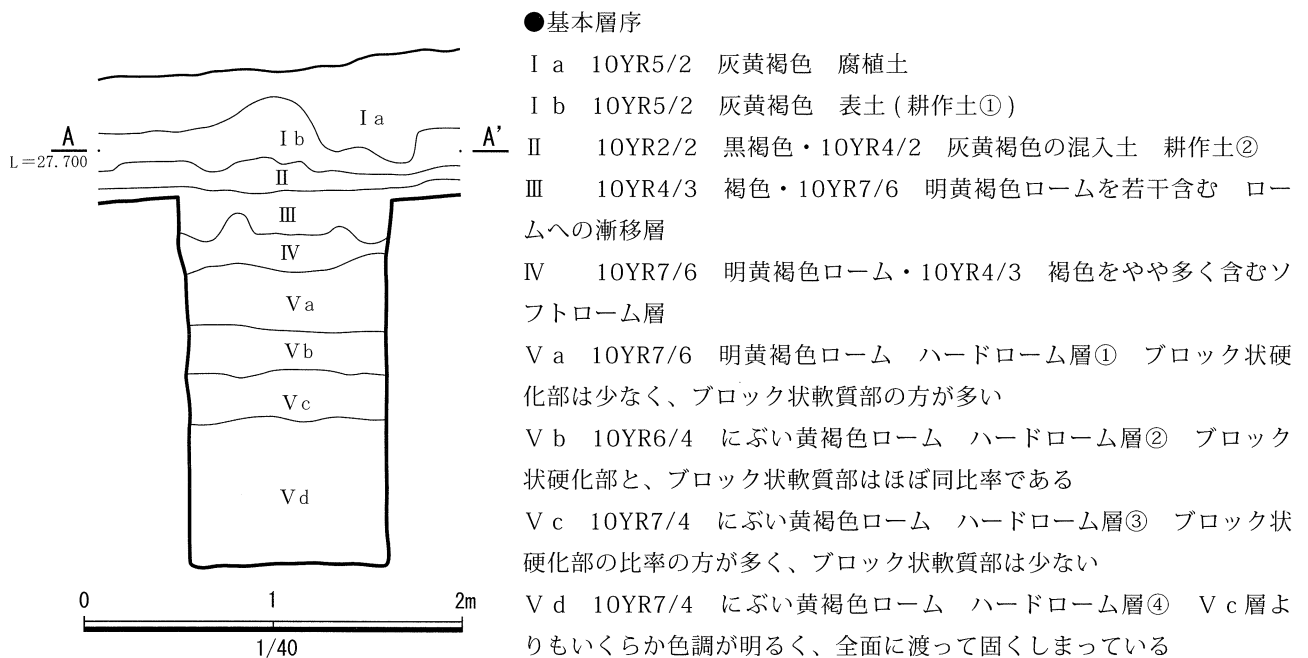 ●基本層序
Ⅰa　10YR5/2　灰黄褐色　腐植土
Ⅰb　10YR5/2　灰黄褐色　表土(耕作土①)
Ⅱ　　10YR2/2　黒褐色・10YR4/2　灰黄褐色の混入土　耕作土②
Ⅲ　　10YR4/3　褐色・10YR7/6　明黄褐色ロームを若干含む　ロー
ムへの漸移層
Ⅳ　　10YR7/6　明黄褐色ローム・10YR4/3　褐色をやや多く含むソ
フトローム層
Ⅴa　10YR7/6　明黄褐色ローム　ハードローム層①　ブロック状硬
化部は少なく、ブロック状軟質部の方が多い
Ⅴb　10YR6/4　にぶい黄褐色ローム　ハードローム層②　ブロック
状硬化部と、ブロック状軟質部はほぼ同比率である
Ⅴc　10YR7/4　にぶい黄褐色ローム　ハードローム層③　ブロック状
硬化部の比率の方が多く、ブロック状軟質部は少ない
Ⅴd　10YR7/4　にぶい黄褐色ローム　ハードローム層④　Ⅴc層よ
りもいくらか色調が明るく、全面に渡って固くしまっている
Ⅰa
A
Ⅰb
A'
L=27.700
Ⅱ
Ⅲ
Ⅳ
Ⅴa
Ⅴb
Ⅴc
Ⅴd
0 1 2m
1/40